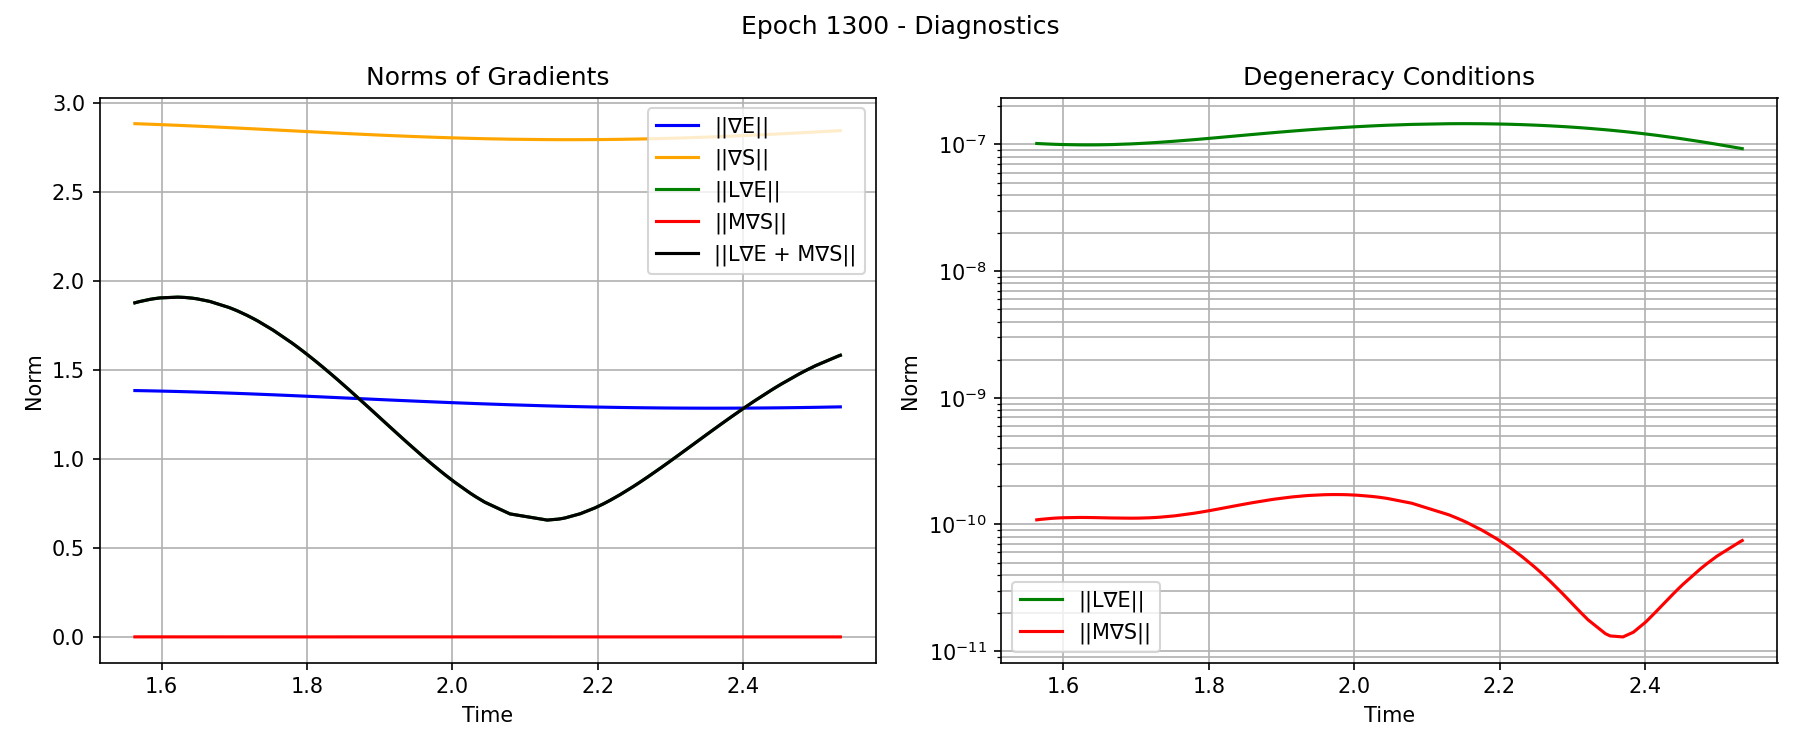 Epoch 1300 - Diagnostics
Norms of Gradients
3.0
2.5
2.0
1.5
1.0
0.5
0.0
Norm
1.6
1.8
2.0
2.2
2.4
Time
||∇E||
||∇S||
||L∇E||
||M∇S||
||L∇E + M∇S||
Degeneracy Conditions
10⁻⁷
10⁻⁸
10⁻⁹
10⁻¹⁰
10⁻¹¹
Norm
1.6
1.8
2.0
2.2
2.4
Time
||L∇E||
||M∇S||